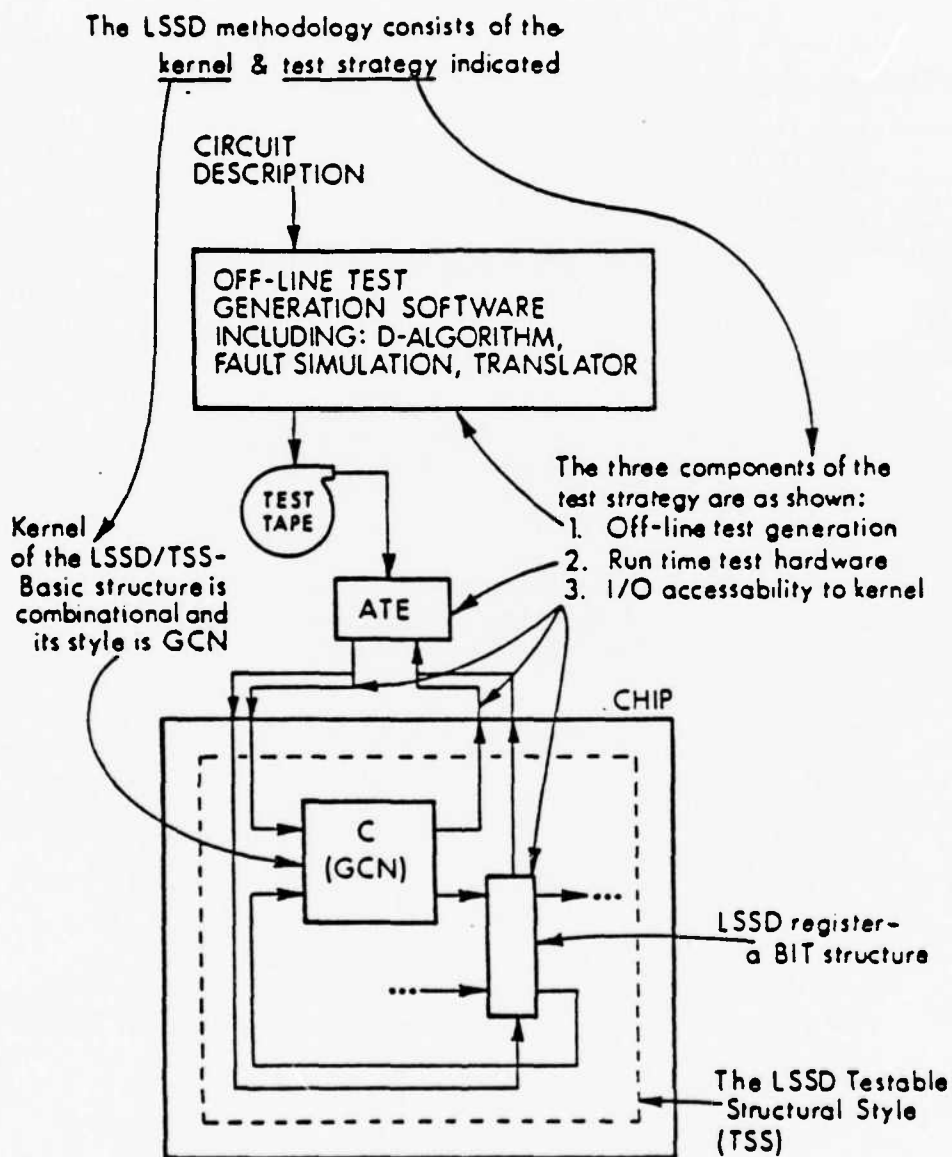 The LSSD methodology consists of the
kernel & test strategy indicated
CIRCUIT
DESCRIPTION
OFF-LINE TEST
GENERATION SOFTWARE
INCLUDING: D-ALGORITHM,
FAULT SIMULATION, TRANSLATOR
TEST
TAPE
The three components of the
test strategy are as shown:
1. Off-line test generation
2. Run time test hardware
3. I/O accessability to kernel
Kernel
of the LSSD/TSS-
Basic structure is
combinational and
its style is GCN
ATE
CHIP
C
(GCN)
...
LSSD register-
a BIT structure
...
The LSSD Testable
Structural Style
(TSS)